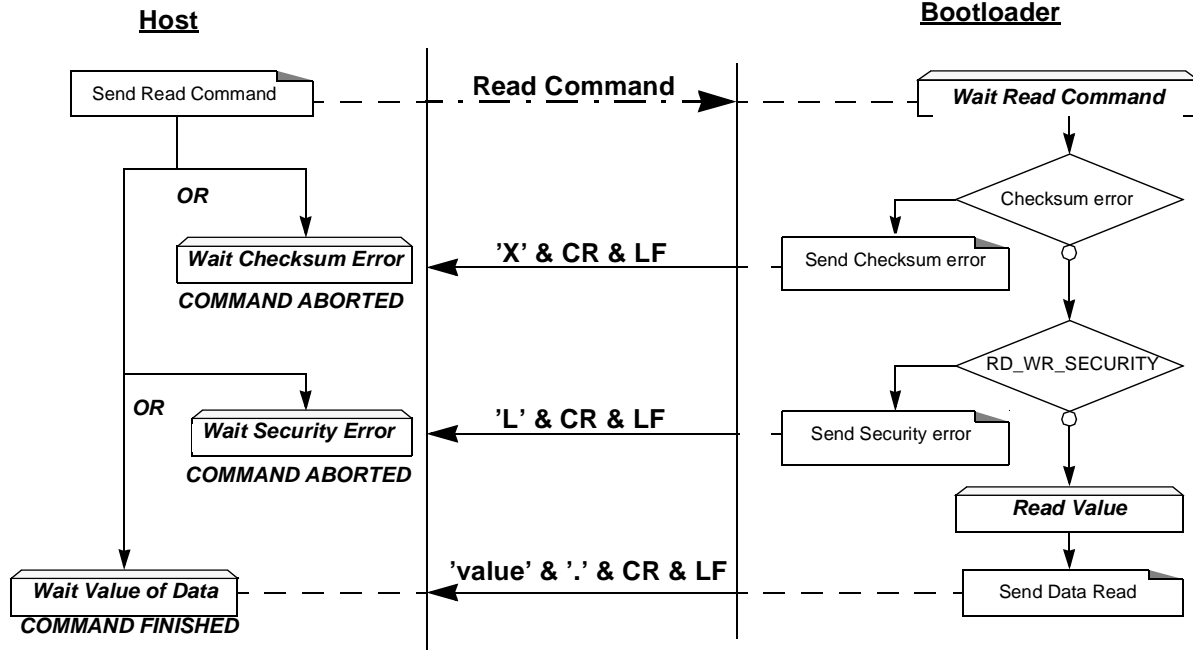 Host
Bootloader
Send Read Command
Read Command
Wait Read Command
OR
Checksum error
Wait Checksum Error
’X’ & CR & LF
Send Checksum error
COMMAND ABORTED
RD_WR_SECURITY
OR
Wait Security Error
’L’ & CR & LF
Send Security error
COMMAND ABORTED
Read Value
’value’ & ’.’ & CR & LF
Wait Value of Data
Send Data Read
COMMAND FINISHED